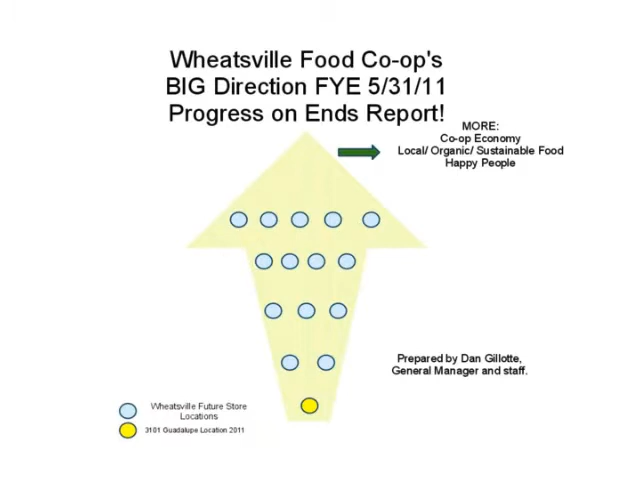 Wheatsville Food Co-op's
BIG Direction FYE 5/31/11
Progress on Ends Report!
MORE:
Co-op Economy
Local/ Organic/ Sustainable Food
Happy People
Prepared by Dan Gillotte,
General Manager and staff.
Wheatsville Future Store
Locations
3101 Guadalupe Location 2011